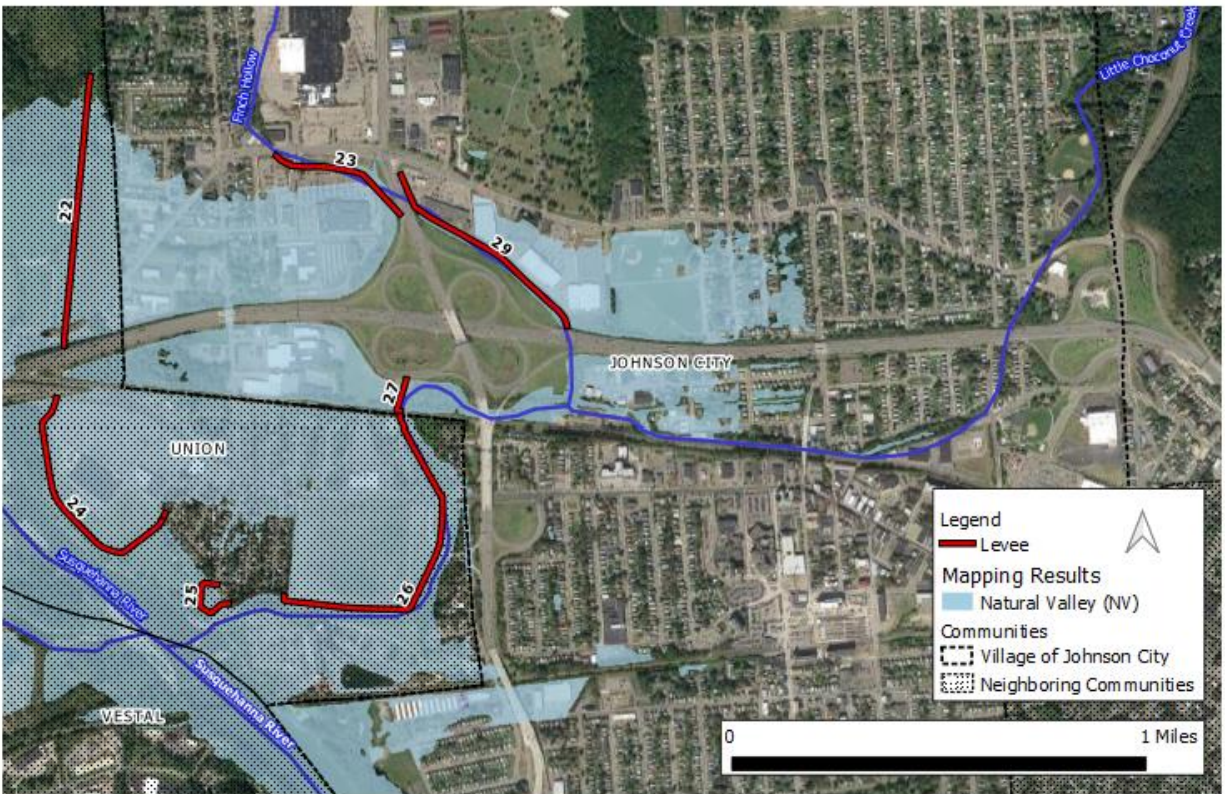 Little Choconut Creek
Finch Hollow
23
22
29
JOHNSON CITY
27
UNION
24
Susquehanna River
25
26
Susquehanna River
VESTAL
Legend
Levee
Mapping Results
Natural Valley (NV)
Communities
Village of Johnson City
Neighboring Communities
0 1 Miles